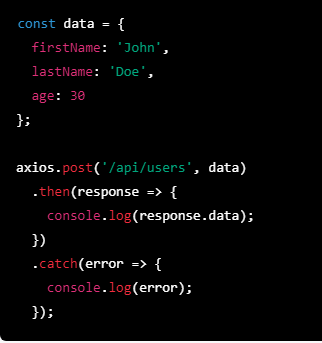 const data = {
  firstName: 'John',
  lastName: 'Doe',
  age: 30
};

axios.post('/api/users', data)
  .then(response => {
    console.log(response.data);
  })
  .catch(error => {
    console.log(error);
  });